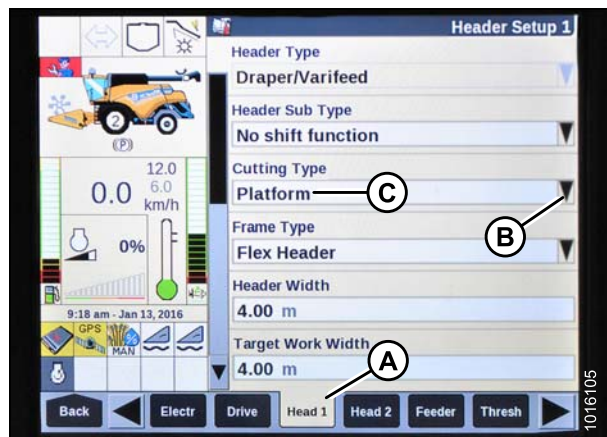 Header Setup 1
Header Type
Draper/Varifeed
Header Sub Type
No shift function
Cutting Type
Platform
C
B
Frame Type
Flex Header
Header Width
4.00 m
Target Work Width
4.00 m
A
2
(P)
12.0
0.0
6.0
km/h
0%
9:18 am - Jan 13, 2016
GPS
MAN
Back
Electr
Drive
Head 1
Head 2
Feeder
Thresh
1016105